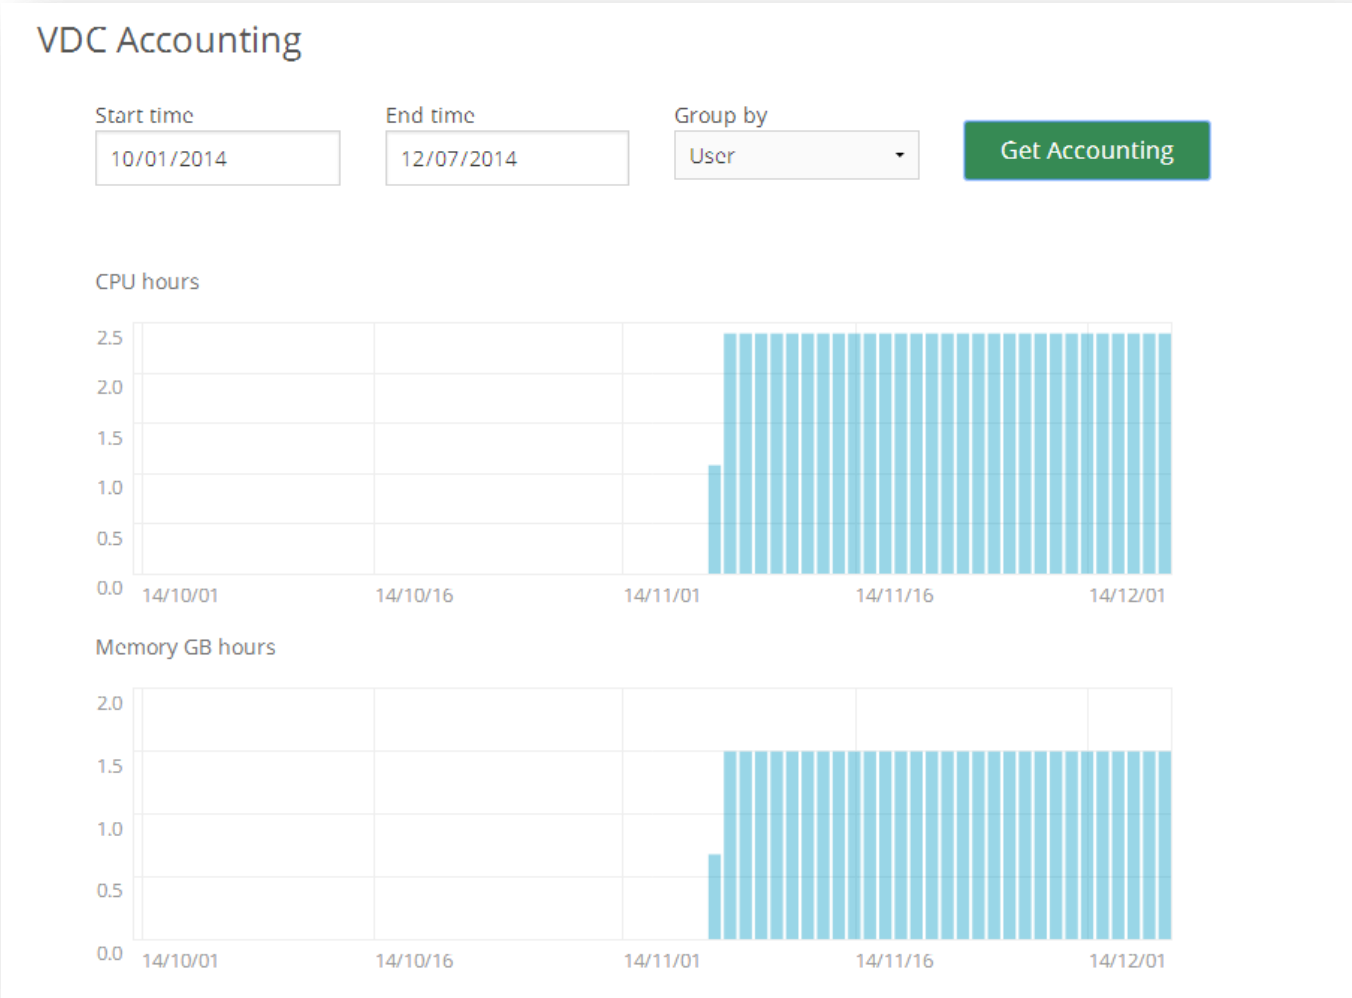 VDC Accounting
Start time End time Group by
10/01/2014 12/07/2014 User Get Accounting
CPU hours
2.5
2.0
1.5
1.0
0.5
0.0
14/10/01 14/10/16 14/11/01 14/11/16 14/12/01
Memory GB hours
2.0
1.5
1.0
0.5
0.0
14/10/01 14/10/16 14/11/01 14/11/16 14/12/01